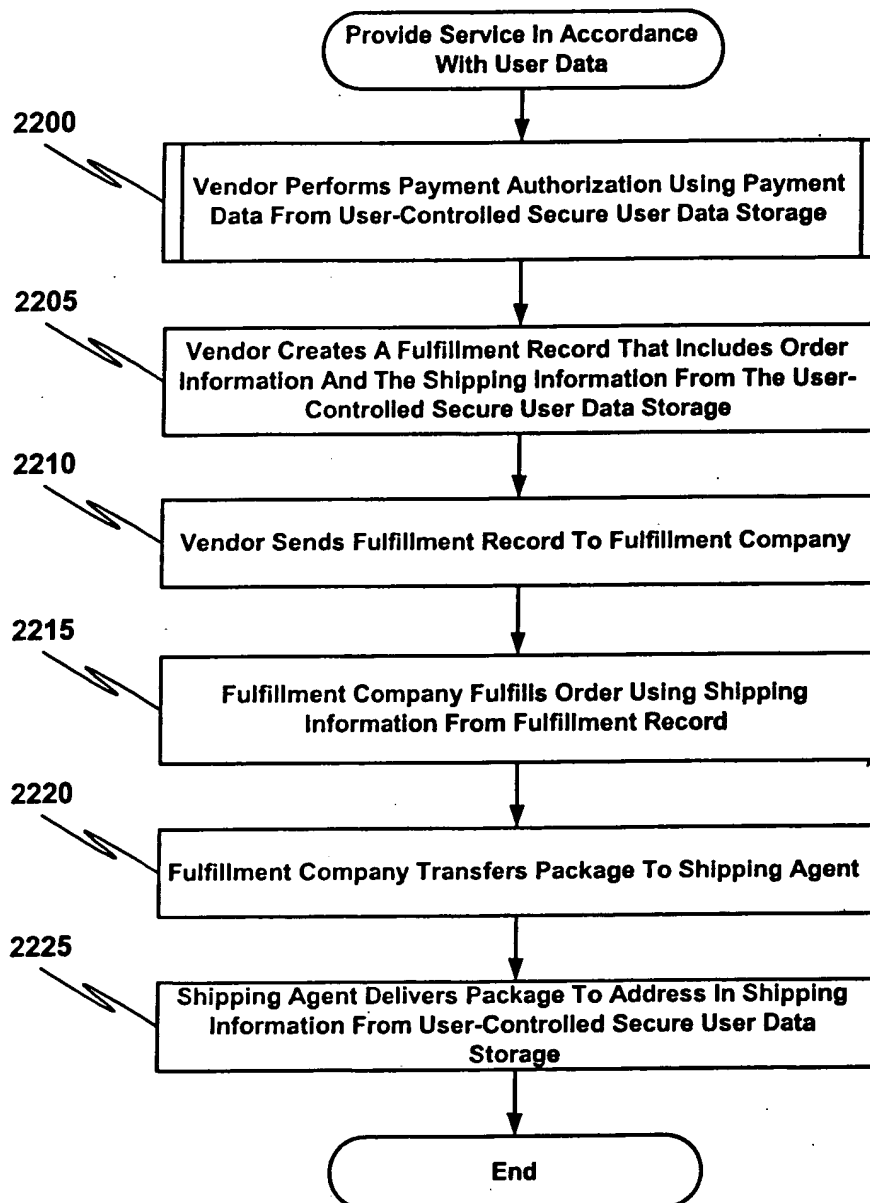 Provide Service In Accordance
With User Data
2200
Vendor Performs Payment Authorization Using Payment
Data From User-Controlled Secure User Data Storage
2205
Vendor Creates A Fulfillment Record That Includes Order
Information And The Shipping Information From The User-
Controlled Secure User Data Storage
2210
Vendor Sends Fulfillment Record To Fulfillment Company
2215
Fulfillment Company Fulfills Order Using Shipping
Information From Fulfillment Record
2220
Fulfillment Company Transfers Package To Shipping Agent
2225
Shipping Agent Delivers Package To Address In Shipping
Information From User-Controlled Secure User Data
Storage
End